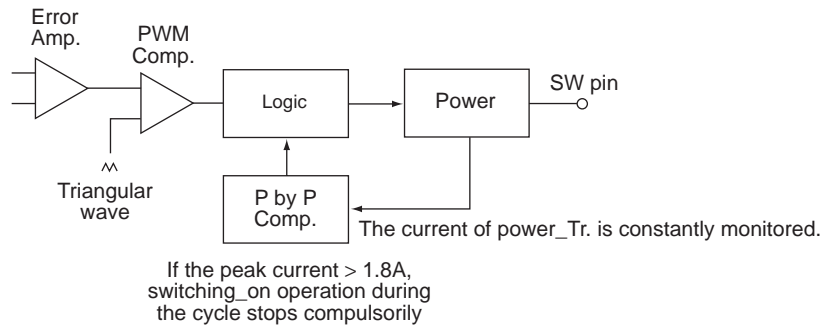 Error
Amp.
PWM
Comp.
Logic
Power
SW pin
Triangular
wave
P by P
Comp.
The current of power_Tr. is constantly monitored.
If the peak current > 1.8A,
switching_on operation during
the cycle stops compulsorily